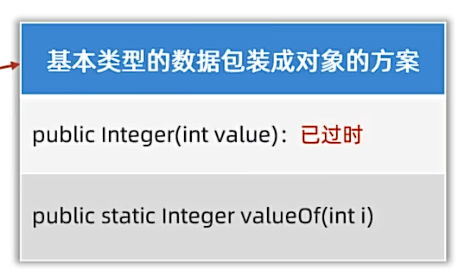 基本类型的数据包装成对象的方案
public Integer(int value)：已过时
public static Integer valueOf(int i)